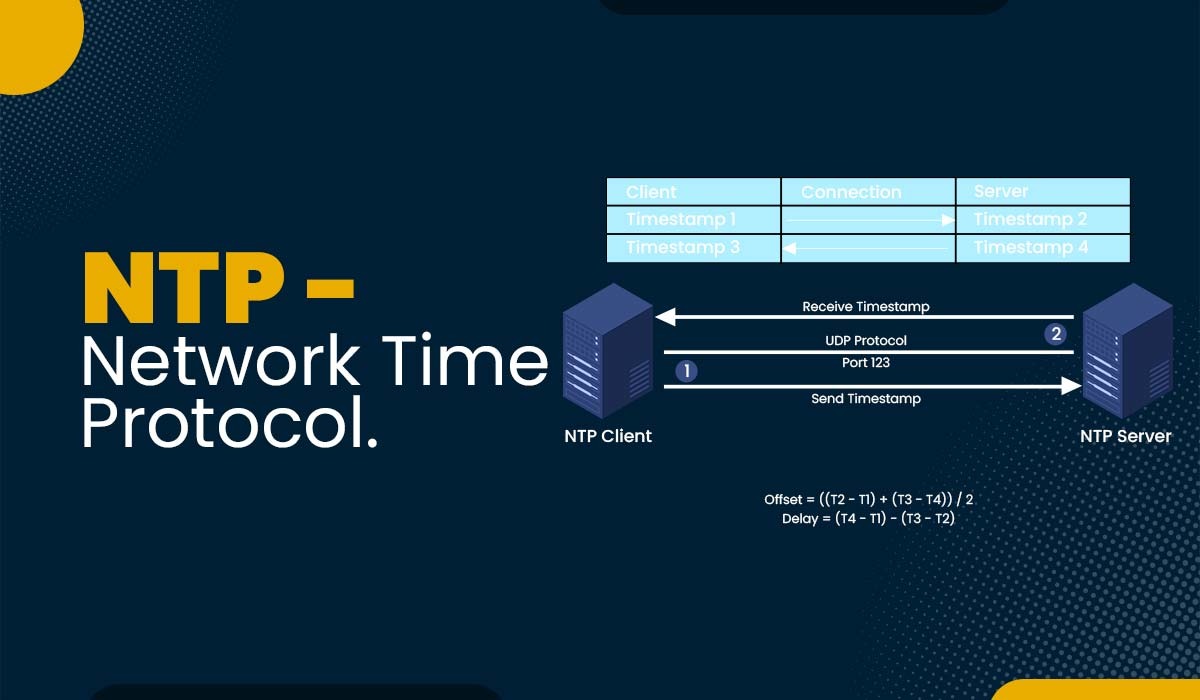 NTP -
Network Time
Protocol.
Client Connection Server
Timestamp 1 Timestamp 2
Timestamp 3 Timestamp 4
Receive Timestamp
UDP Protocol
2
Port 123
1
Send Timestamp
NTP Client NTP Server
Offset = ((T2 - T1) + (T3 - T4)) / 2
Delay = (T4 - T1) - (T3 - T2)